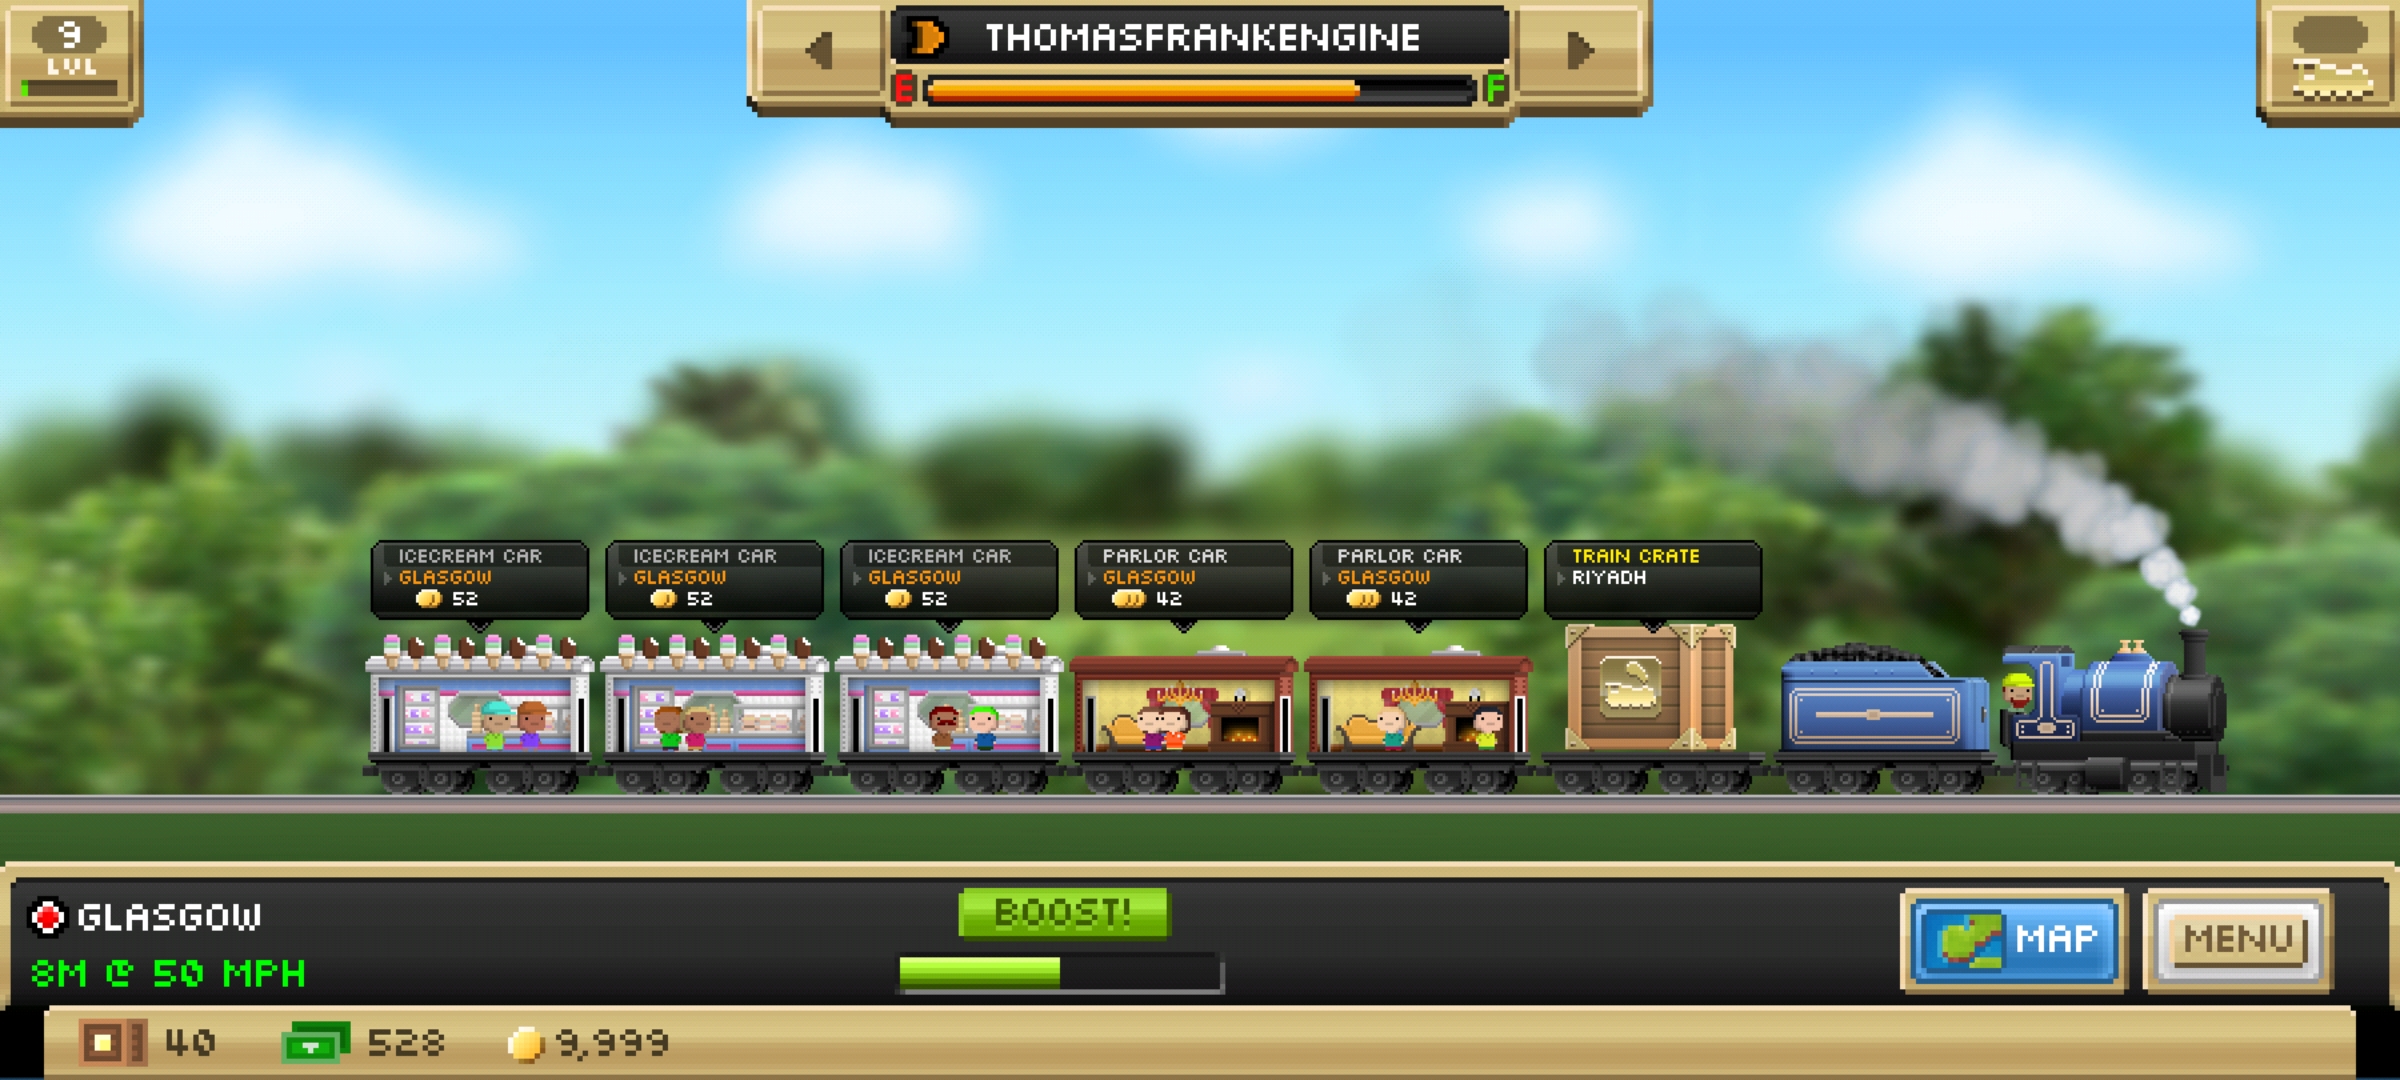 9
LVL
THOMASFRANKENGINE
E
F
ICECREAM CAR
GLASGOW
52
ICECREAM CAR
GLASGOW
52
ICECREAM CAR
GLASGOW
52
PARLOR CAR
GLASGOW
42
PARLOR CAR
GLASGOW
42
TRAIN CRATE
RIYADH
GLASGOW
8M @ 50 MPH
BOOST!
MAP
MENU
40
528
9,999